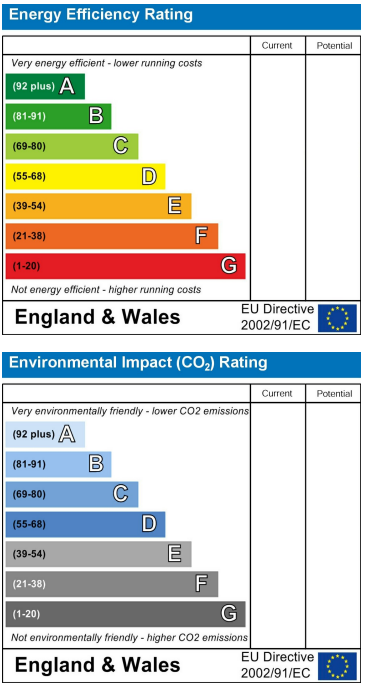 Energy Efficiency Rating
Current Potential
Very energy efficient - lower running costs
(92 plus) A
(81-91) B
(69-80) C
(55-68) D
(39-54) E
(21-38) F
(1-20) G
Not energy efficient - higher running costs
England & Wales
EU Directive
2002/91/EC
Environmental Impact (CO₂) Rating
Current Potential
Very environmentally friendly - lower CO2 emissions
(92 plus) A
(81-91) B
(69-80) C
(55-68) D
(39-54) E
(21-38) F
(1-20) G
Not environmentally friendly - higher CO2 emissions
England & Wales
EU Directive
2002/91/EC